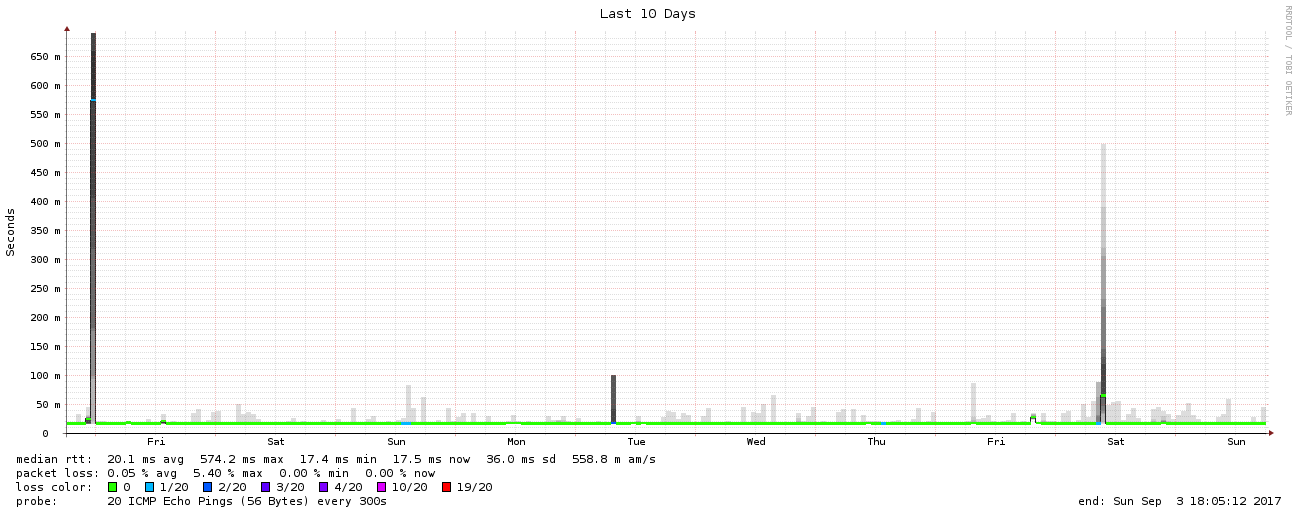 Last 10 Days
RRDTOOL / TOBI OETIKER
Seconds
650 m
600 m
550 m
500 m
450 m
400 m
350 m
300 m
250 m
200 m
150 m
100 m
50 m
0
Fri Sat Sun Mon Tue Wed Thu Fri Sat Sun
median rtt: 20.1 ms avg 574.2 ms max 17.4 ms min 17.5 ms now 36.0 ms sd 558.8 m am/s
packet loss: 0.05 % avg 5.40 % max 0.00 % min 0.00 % now
loss color: 0 1/20 2/20 3/20 4/20 10/20 19/20
probe: 20 ICMP Echo Pings (56 Bytes) every 300s end: Sun Sep 3 18:05:12 2017